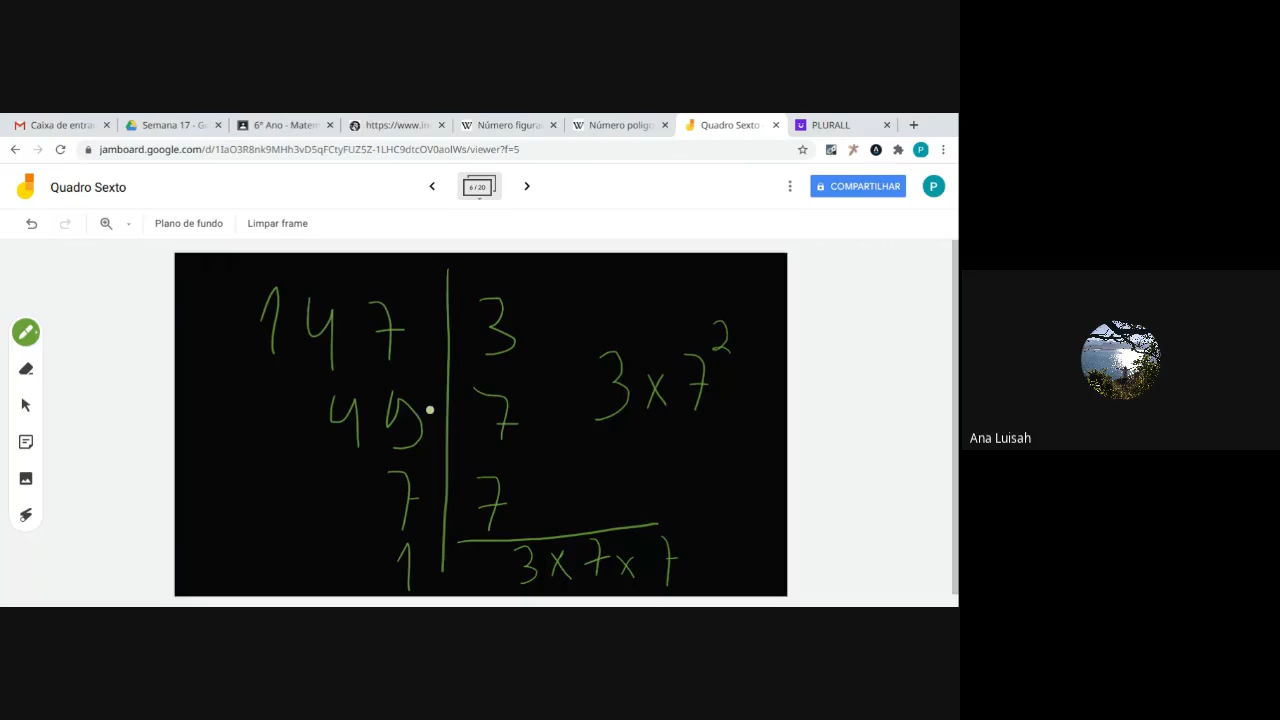 Caixa de entra
Semana 17 - Go
6° Ano - Matem
https://www.in
Número figura
Número polígo
Quadro Sexto
PLURALL
jamboard.google.com/d/1IaO3R8nk9MHh3vD5qFCtyFUZ5Z-1LHC9dtcOV0aolWs/viewer?f=5
Quadro Sexto
6 / 20
COMPARTILHAR
P
P
Plano de fundo
Limpar frame
147 | 3
49 | 7
7 | 7
1 | 3 x 7 x 7
3 x 7²
Ana Luisah